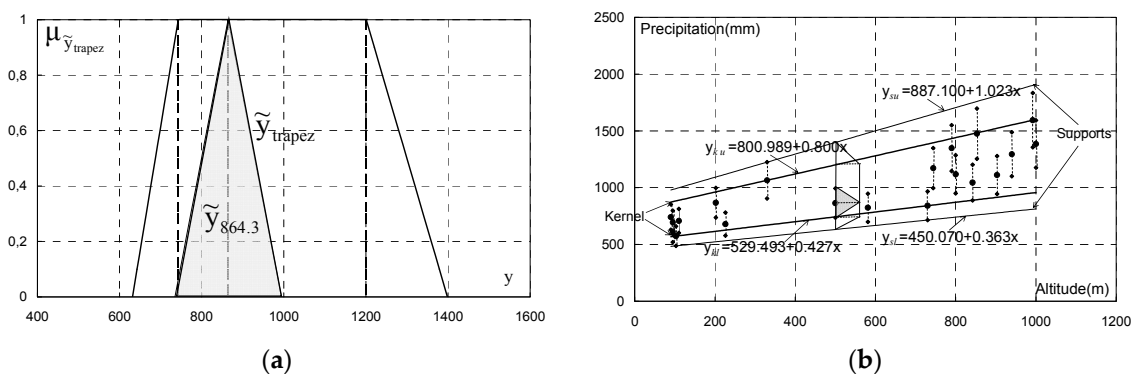 μỹtrapez
1
0,8
0,6
0,4
0,2
0
ỹtrapez
ỹ864.3
y
400 600 800 1000 1200 1400 1600
(a)
Precipitation(mm)
2500
2000
1500
1000
500
0
ysu=887.100+1.023x
yku=800.989+0.800x
Supports
Kernel
ykl=529.493+0.427x
ysl=450.070+0.363x
Altitude(m)
0 200 400 600 800 1000 1200
(b)